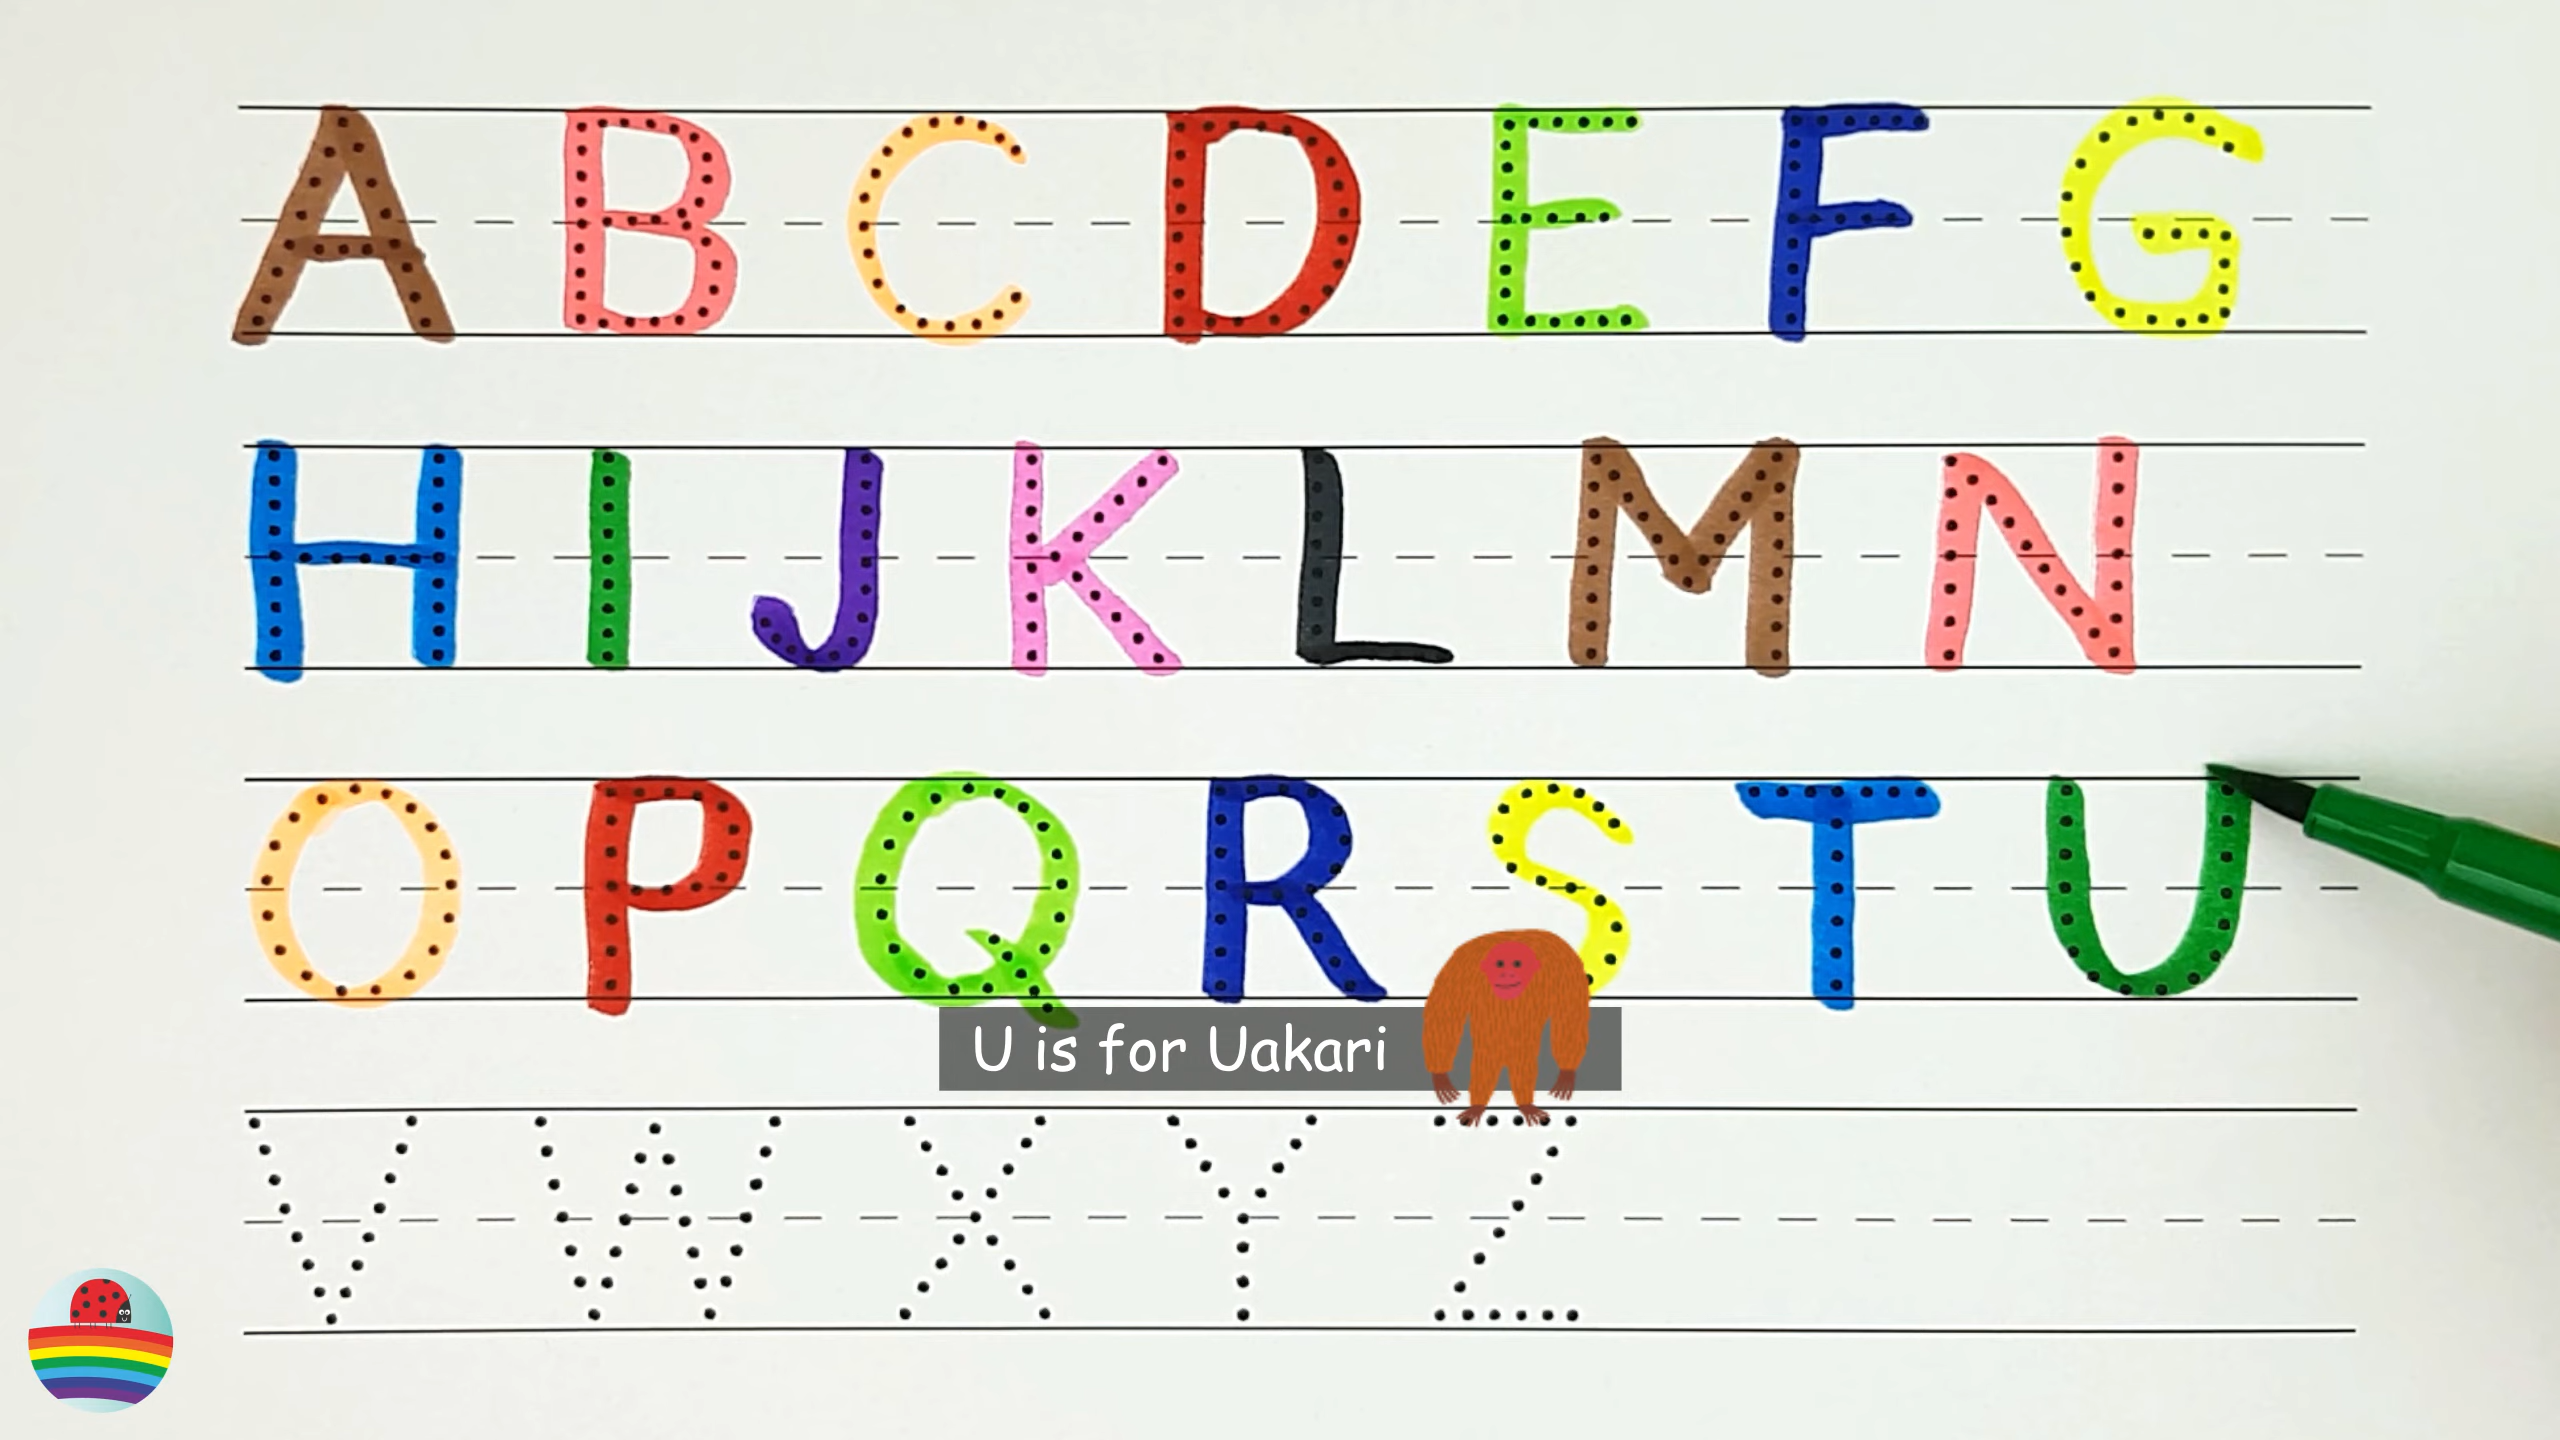 A B C D E F G
H I J K L M N
O P Q R S T U
U is for Uakari
V W X Y Z